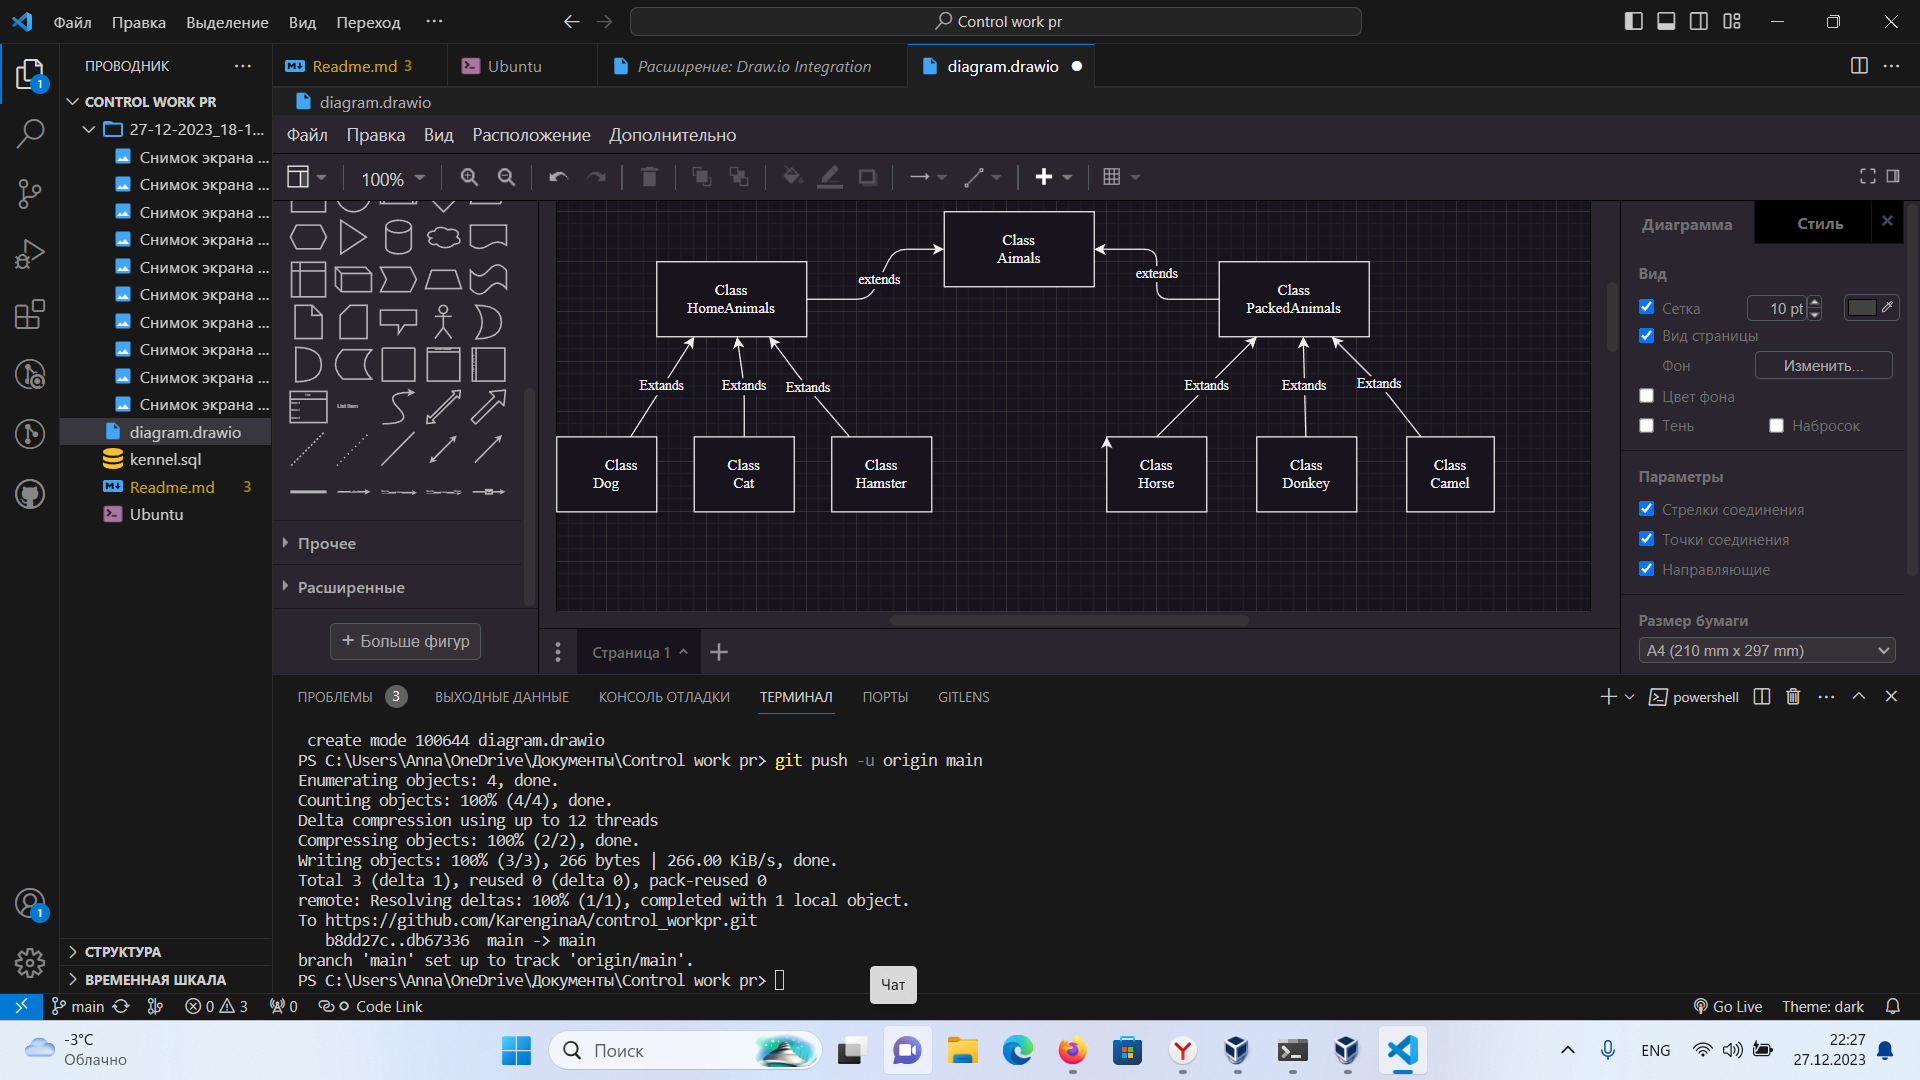 Файл Правка Выделение Вид Переход ···
Control work pr
ПРОВОДНИК ···
Readme.md 3
Ubuntu
Расширение: Draw.io Integration
diagram.drawio
1
CONTROL WORK PR
27-12-2023_18-1...
Снимок экрана ...
Снимок экрана ...
Снимок экрана ...
Снимок экрана ...
Снимок экрана ...
Снимок экрана ...
Снимок экрана ...
Снимок экрана ...
Снимок экрана ...
Снимок экрана ...
diagram.drawio
kennel.sql
Readme.md 3
Ubuntu
СТРУКТУРА
ВРЕМЕННАЯ ШКАЛА
1
diagram.drawio
Файл Правка Вид Расположение Дополнительно
100%
List Item
Прочее
Расширенные
+ Больше фигур
Class
Aimals
Class
HomeAnimals
extends
extends
Class
PackedAnimals
Extands
Extands
Extands
Extands
Extands
Extands
Class
Dog
Class
Cat
Class
Hamster
Class
Horse
Class
Donkey
Class
Camel
Страница 1
Диаграмма
Стиль
Вид
Сетка
10 pt
Вид страницы
Фон
Изменить...
Цвет фона
Тень
Набросок
Параметры
Стрелки соединения
Точки соединения
Направляющие
Размер бумаги
A4 (210 mm x 297 mm)
ПРОБЛЕМЫ 3 ВЫХОДНЫЕ ДАННЫЕ КОНСОЛЬ ОТЛАДКИ ТЕРМИНАЛ ПОРТЫ GITLENS
powershell
create mode 100644 diagram.drawio
PS C:\Users\Anna\OneDrive\Документы\Control work pr> git push -u origin main
Enumerating objects: 4, done.
Counting objects: 100% (4/4), done.
Delta compression using up to 12 threads
Compressing objects: 100% (2/2), done.
Writing objects: 100% (3/3), 266 bytes | 266.00 KiB/s, done.
Total 3 (delta 1), reused 0 (delta 0), pack-reused 0
remote: Resolving deltas: 100% (1/1), completed with 1 local object.
To https://github.com/KarenginaA/control_workpr.git
b8dd27c..db67336 main -> main
branch 'main' set up to track 'origin/main'.
PS C:\Users\Anna\OneDrive\Документы\Control work pr>
Чат
main
0 3
0
Code Link
Go Live
Theme: dark
-3°C
Облачно
Поиск
ENG
22:27
27.12.2023